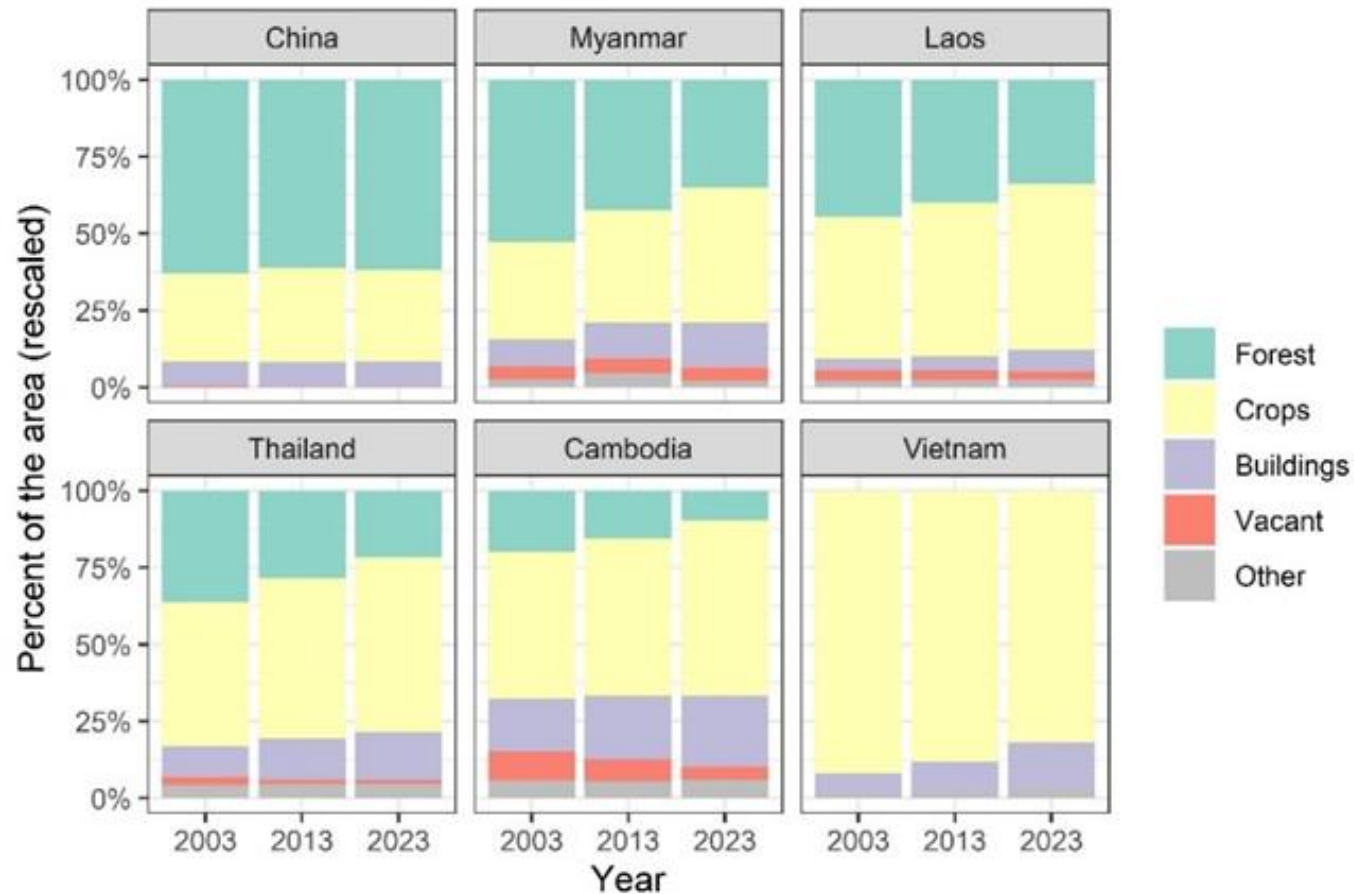 China Myanmar Laos
100%
75%
50%
25%
0%
Thailand Cambodia Vietnam
100%
75%
50%
25%
0%
2003 2013 2023 2003 2013 2023 2003 2013 2023
Year
Percent of the area (rescaled)
Forest
Crops
Buildings
Vacant
Other